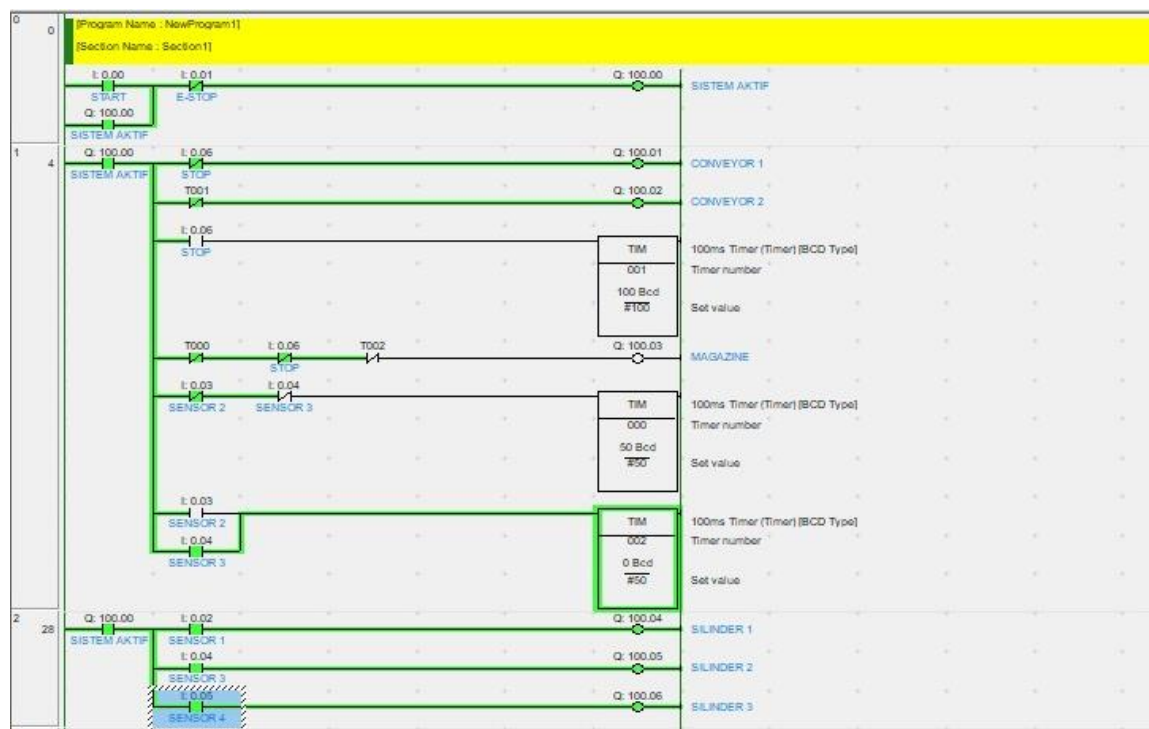 0
0
[Program Name : NewProgram1]
[Section Name : Section1]
I: 0.00 I: 0.01 Q: 100.00
START E-STOP SISTEM AKTIF
Q: 100.00
SISTEM AKTIF
1
4
Q: 100.00 I: 0.06 Q: 100.01
SISTEM AKTIF STOP CONVEYOR 1
T001 Q: 100.02
CONVEYOR 2
I: 0.06
STOP
TIM 100ms Timer (Timer) [BCD Type]
001 Timer number
100 Bcd
#100 Set value
T000 I: 0.06 T002 Q: 100.03
STOP MAGAZINE
I: 0.03 I: 0.04
SENSOR 2 SENSOR 3
TIM 100ms Timer (Timer) [BCD Type]
000 Timer number
50 Bcd
#50 Set value
I: 0.03
SENSOR 2
TIM 100ms Timer (Timer) [BCD Type]
I: 0.04
002 Timer number
SENSOR 3
0 Bcd
#50 Set value
2
28
Q: 100.00 I: 0.02 Q: 100.04
SISTEM AKTIF SENSOR 1 SILINDER 1
I: 0.04 Q: 100.05
SENSOR 3 SILINDER 2
I: 0.05 Q: 100.06
SENSOR 4 SILINDER 3